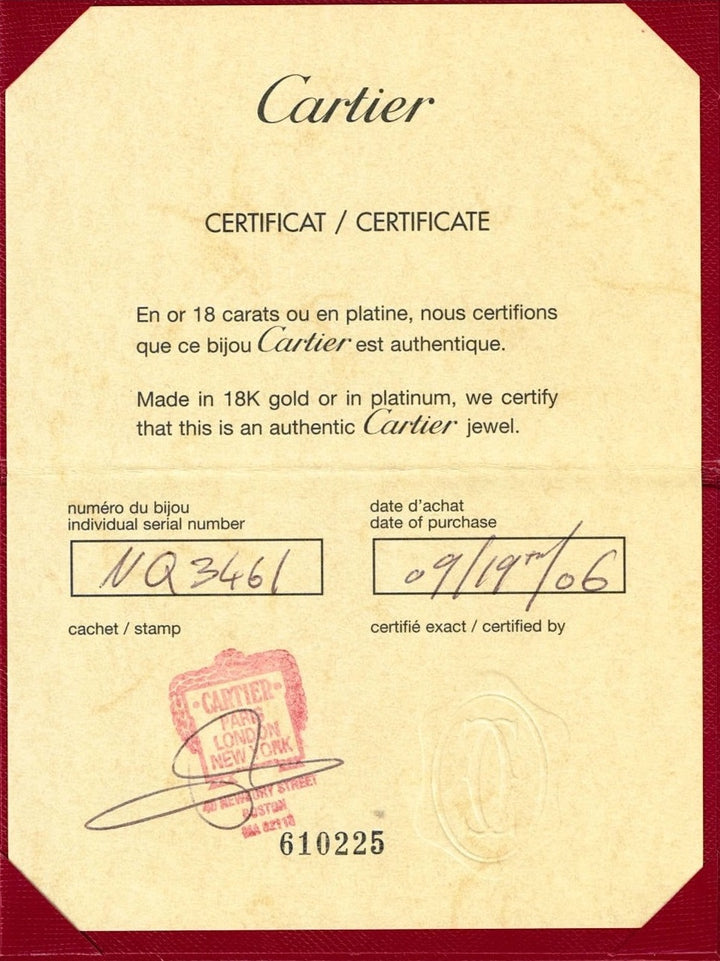 Cartier
CERTIFICAT / CERTIFICATE
En or 18 carats ou en platine, nous certifions
que ce bijou Cartier est authentique.
Made in 18K gold or in platinum, we certify
that this is an authentic Cartier jewel.
numéro du bijou
individual serial number
NQ3461
date d'achat
date of purchase
09/19TH/06
cachet / stamp
certifié exact / certified by
·CARTIER·
PARIS
LONDON
NEW YORK
40 NEWBURY STREET
BOSTON
MA 02116
610225